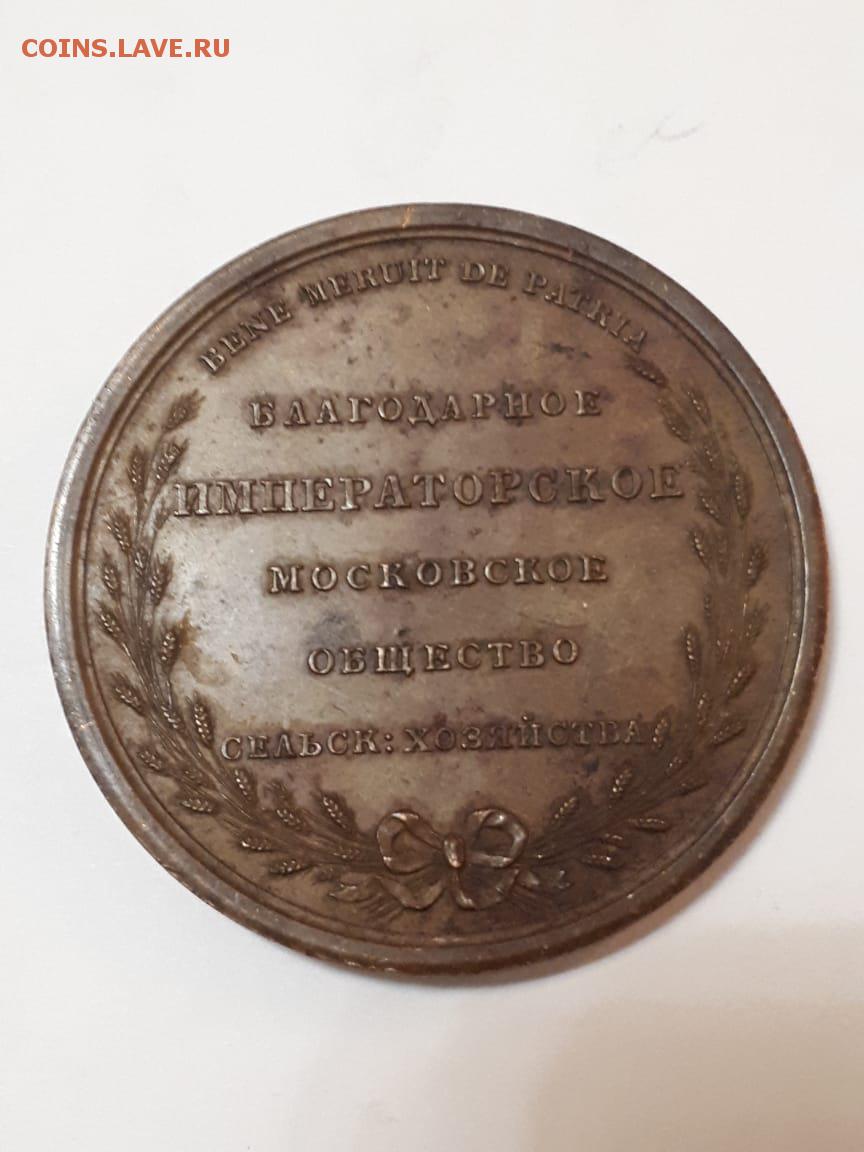 COINS.LAVE.RU
BENE MERUIT DE PATRIA
БЛАГОДАРНОЕ
ИМПЕРАТОРСКОЕ
МОСКОВСКОЕ
ОБЩЕСТВО
СЕЛЬСК: ХОЗЯЙСТВА